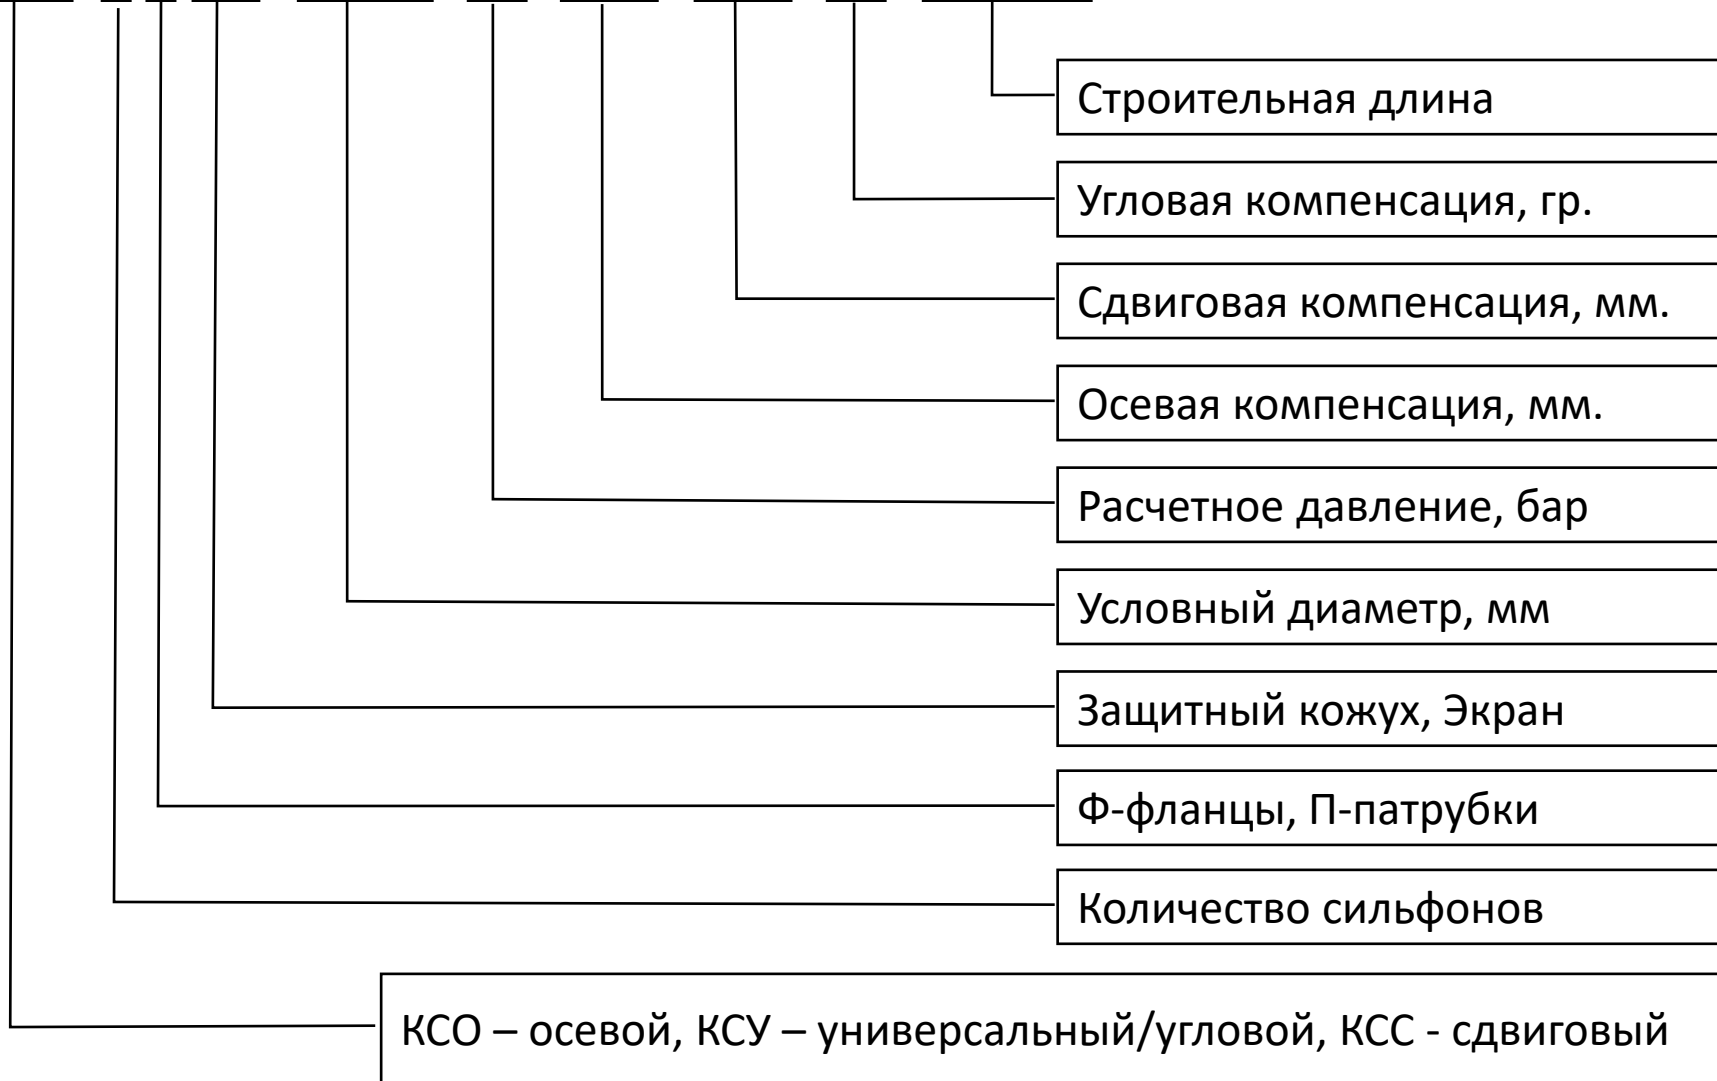 Строительная длина
Угловая компенсация, гр.
Сдвиговая компенсация, мм.
Осевая компенсация, мм.
Расчетное давление, бар
Условный диаметр, мм
Защитный кожух, Экран
Ф-фланцы, П-патрубки
Количество сильфонов
КСО – осевой, КСУ – универсальный/угловой, КСС - сдвиговый